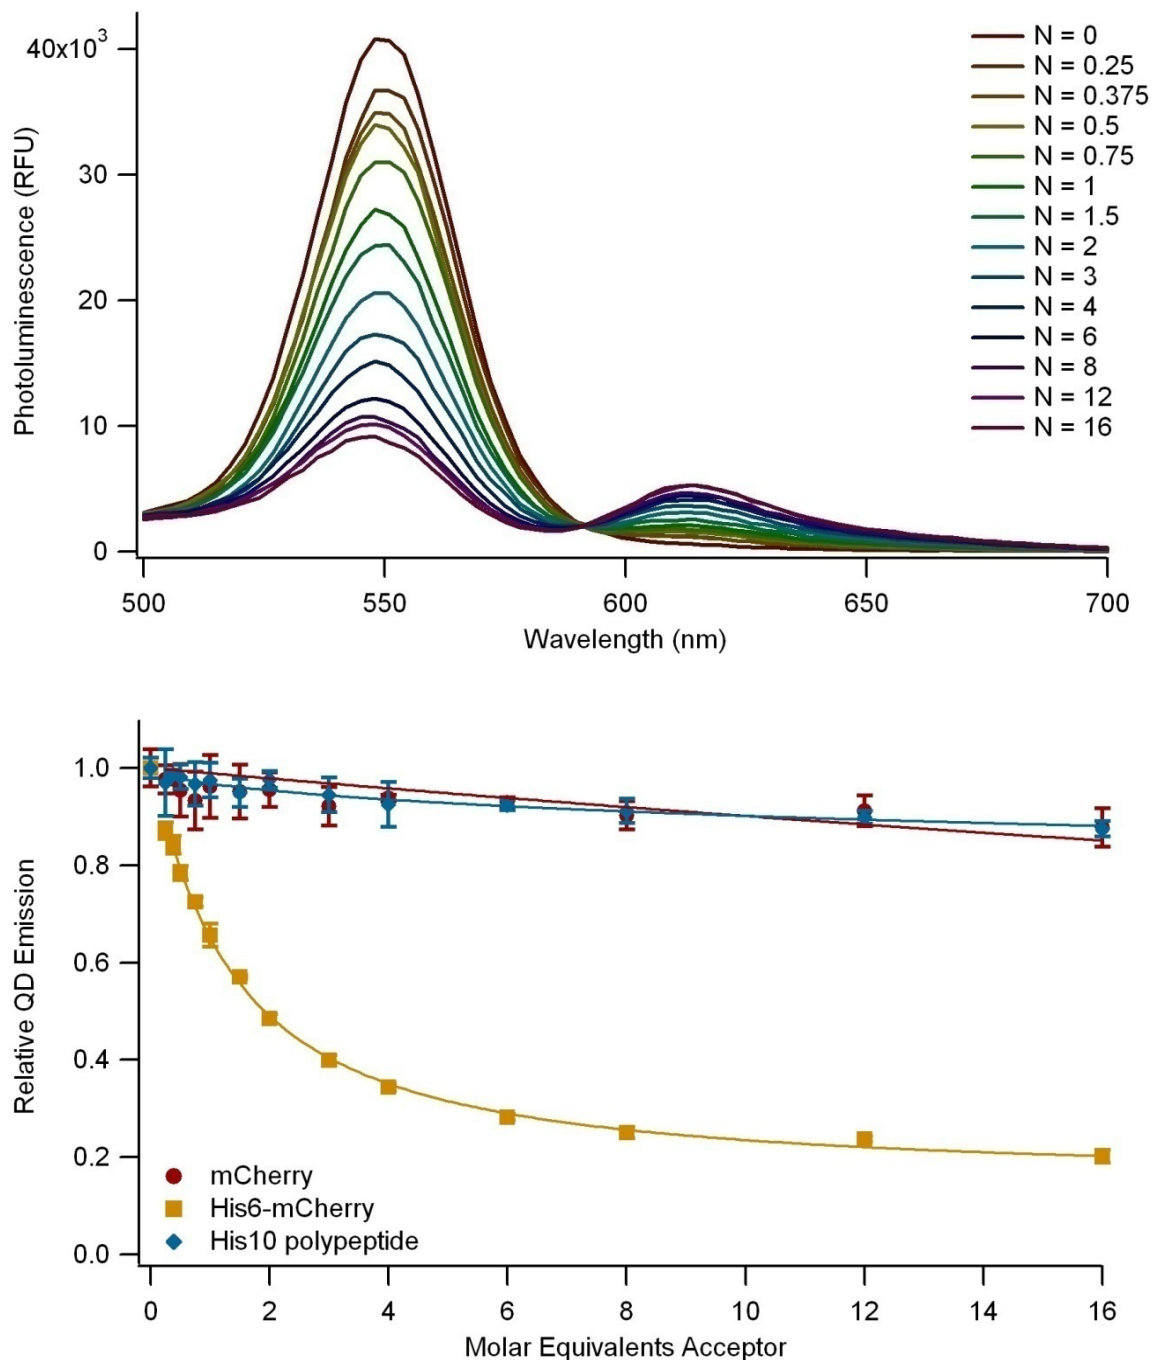 40x10³
30
20
10
0
Photoluminescence (RFU)
N = 0
N = 0.25
N = 0.375
N = 0.5
N = 0.75
N = 1
N = 1.5
N = 2
N = 3
N = 4
N = 6
N = 8
N = 12
N = 16
500
550
600
650
700
Wavelength (nm)
1.0
0.8
0.6
0.4
0.2
0.0
Relative QD Emission
mCherry
His6-mCherry
His10 polypeptide
0
2
4
6
8
10
12
14
16
Molar Equivalents Acceptor